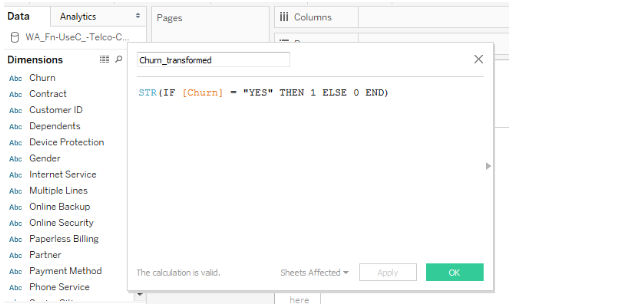 Data
Analytics
Pages
Columns
WA_Fn-UseC_-Telco-C...
Dimensions
Churn_transformed
Abc Churn
STR(IF [Churn] = "YES" THEN 1 ELSE 0 END)
Abc Contract
Abc Customer ID
Abc Dependents
Abc Device Protection
Abc Gender
Abc Internet Service
Abc Multiple Lines
Abc Online Backup
Abc Online Security
Abc Paperless Billing
Abc Partner
Abc Payment Method
Abc Phone Service
The calculation is valid.
Sheets Affected
Apply
OK
here